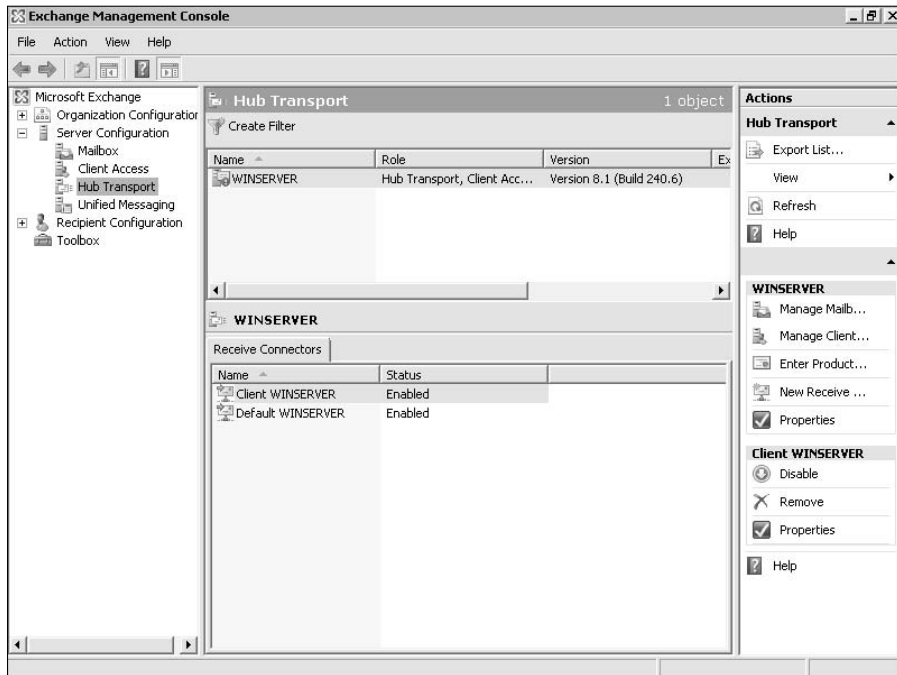 Exchange Management Console
File Action View Help
Microsoft Exchange
Organization Configuration
Server Configuration
Mailbox
Client Access
Hub Transport
Unified Messaging
Recipient Configuration
Toolbox
Hub Transport 1 object
Create Filter
Name Role Version Ex
WINSERVER Hub Transport, Client Acc... Version 8.1 (Build 240.6)
WINSERVER
Receive Connectors
Name Status
Client WINSERVER Enabled
Default WINSERVER Enabled
Actions
Hub Transport
Export List...
View
Refresh
Help
WINSERVER
Manage Mailb...
Manage Client...
Enter Product...
New Receive ...
Properties
Client WINSERVER
Disable
Remove
Properties
Help